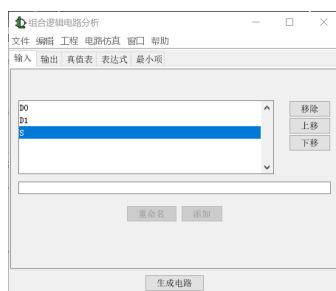 组合逻辑电路分析
文件 编辑 工程 电路仿真 窗口 帮助
输入 输出 真值表 表达式 最小项
D0
D1
S
移除
上移
下移
重命名 添加
生成电路